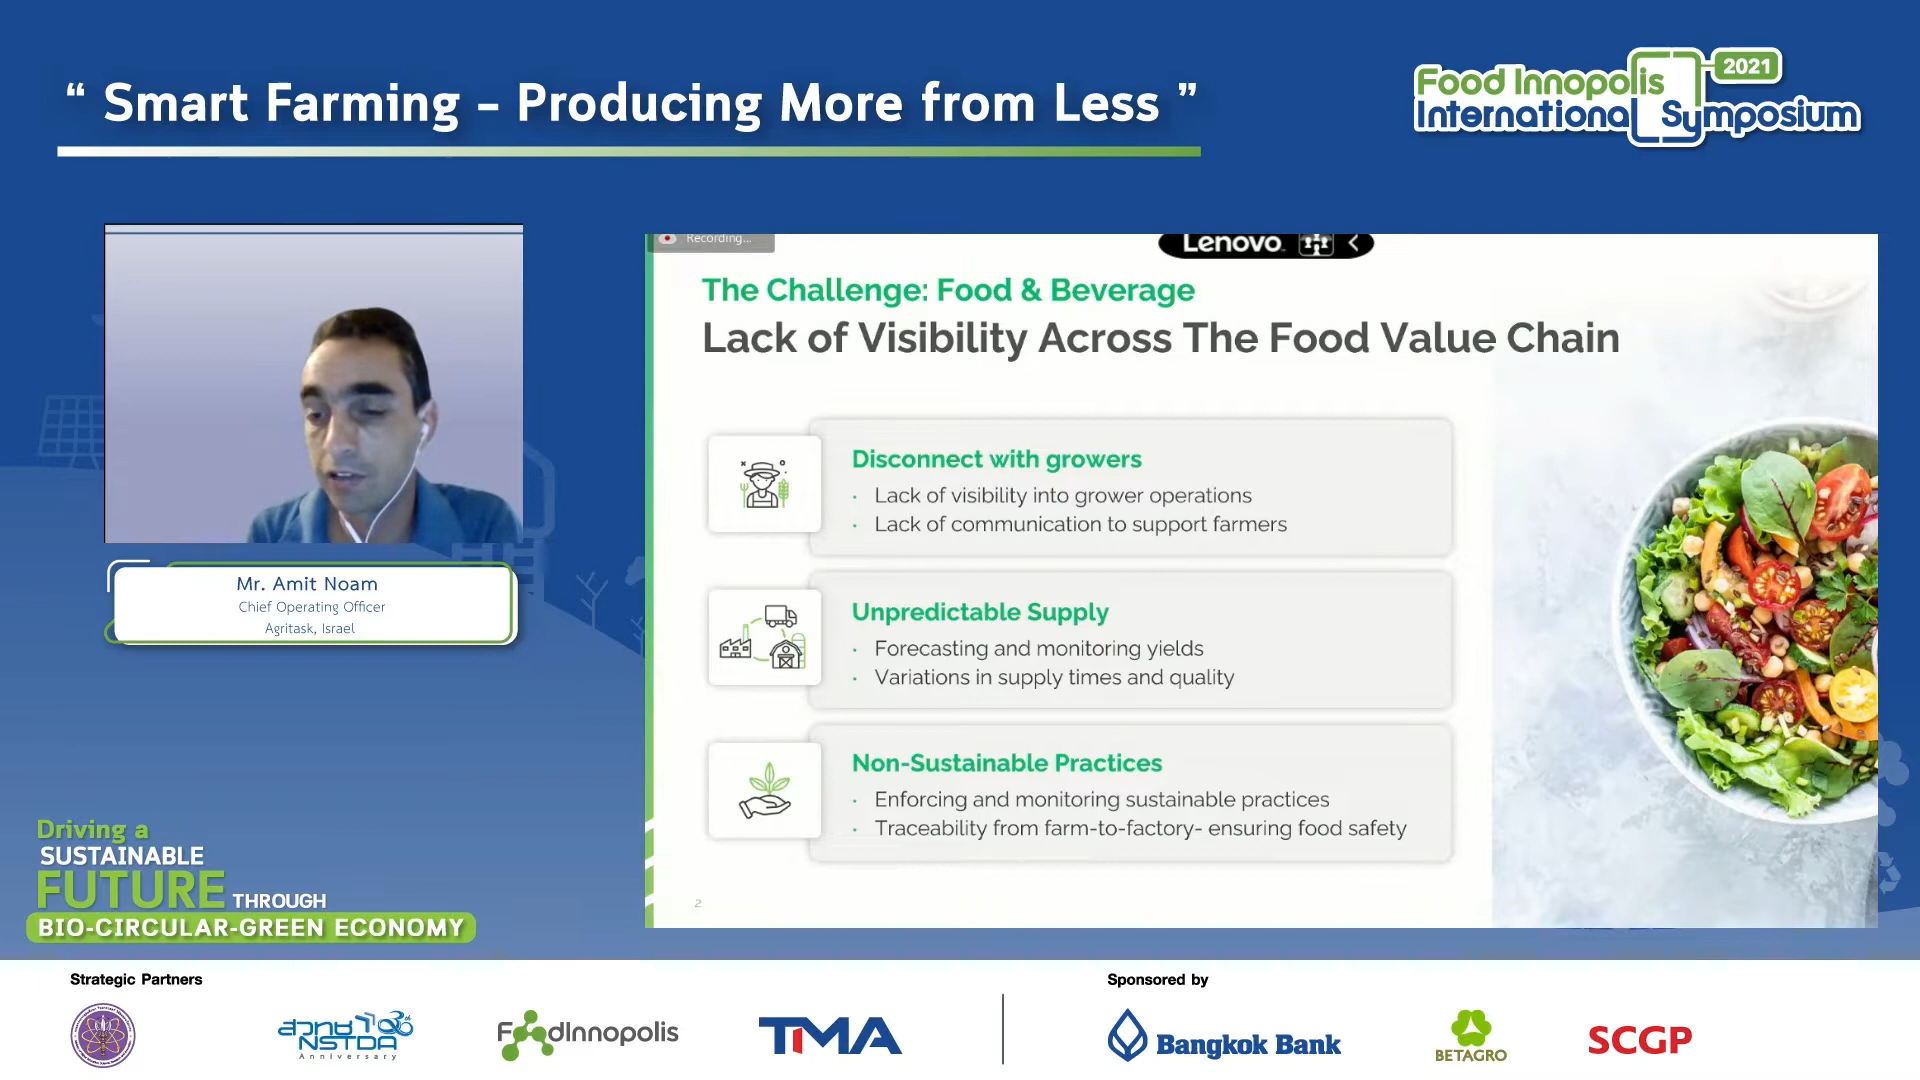 “ Smart Farming - Producing More from Less ”
Food Innopolis 2021
International Symposium
Recording...
Lenovo
The Challenge: Food & Beverage
Lack of Visibility Across The Food Value Chain
Disconnect with growers
· Lack of visibility into grower operations
· Lack of communication to support farmers
Unpredictable Supply
· Forecasting and monitoring yields
· Variations in supply times and quality
Non-Sustainable Practices
· Enforcing and monitoring sustainable practices
· Traceability from farm-to-factory- ensuring food safety
2
Mr. Amit Noam
Chief Operating Officer
Agritask, Israel
Driving a
SUSTAINABLE
FUTURE THROUGH
BIO-CIRCULAR-GREEN ECONOMY
Strategic Partners
สวทช
NSTDA
Anniversary
FoodInnopolis
TMA
Sponsored by
Bangkok Bank
BETAGRO
SCGP